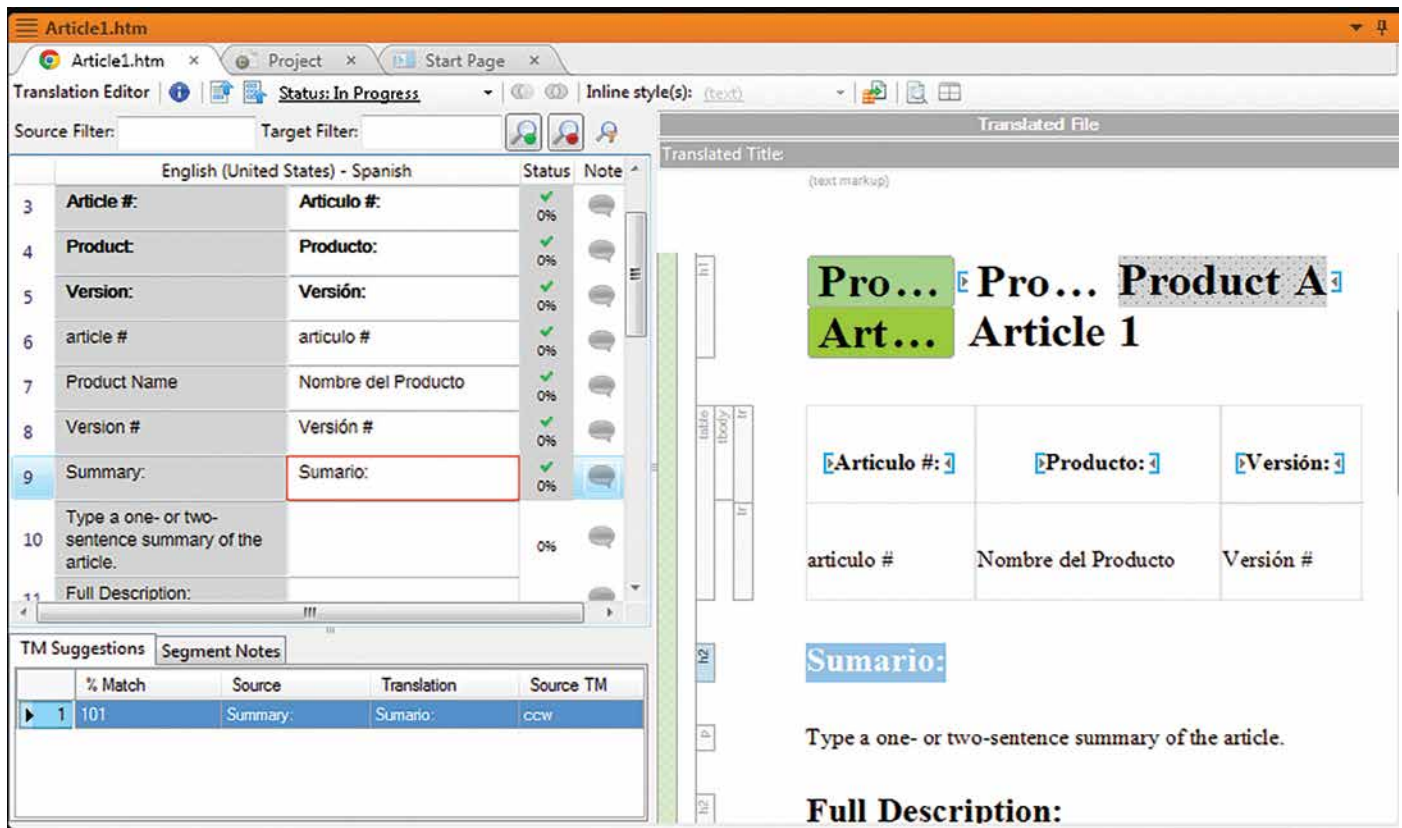 Article1.htm
Article1.htm × Project × Start Page ×
Translation Editor Status: In Progress Inline style(s): (text)
Source Filter: Target Filter:
English (United States) - Spanish Status Note
3 Article #: Articulo #: 0%
4 Product: Producto: 0%
5 Version: Versión: 0%
6 article # articulo # 0%
7 Product Name Nombre del Producto 0%
8 Version # Versión # 0%
9 Summary: Sumario: 0%
10 Type a one- or two-
sentence summary of the
article. 0%
11 Full Description:
TM Suggestions Segment Notes
% Match Source Translation Source TM
1 101 Summary: Sumario: ccw
Translated File
Translated Title:
(text markup)
h1
Pro... Pro... Product A
Art... Article 1
table tbody tr
Articulo #: Producto: Versión:
tr
articulo # Nombre del Producto Versión #
h2
Sumario:
p
Type a one- or two-sentence summary of the article.
h2
Full Description: